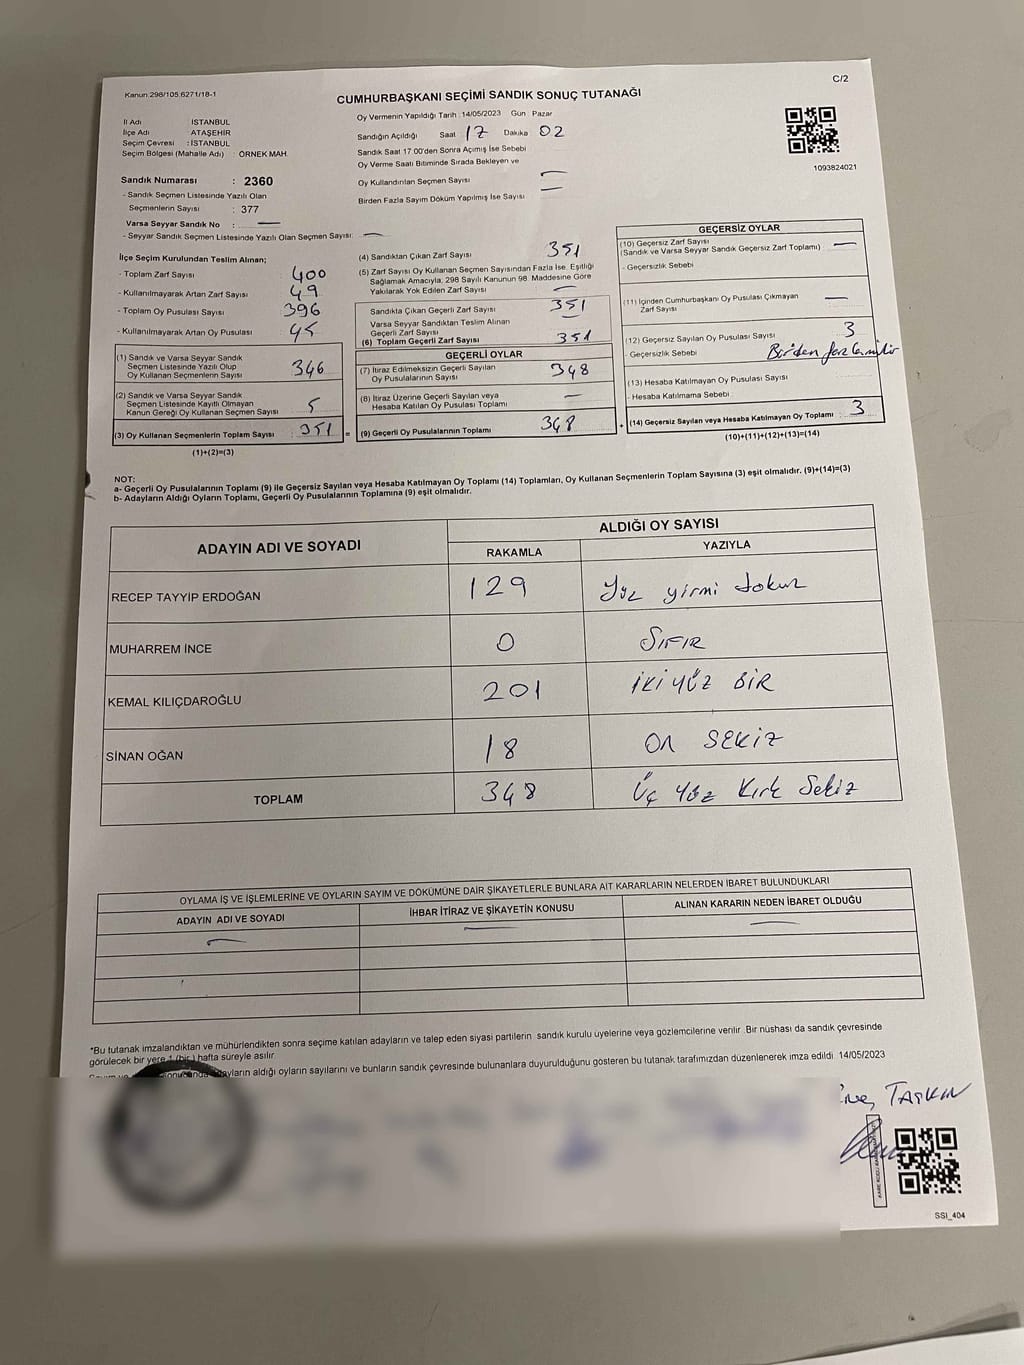 C/2
Kanun:298/105.6271/18-1
CUMHURBAŞKANI SEÇİMİ SANDIK SONUÇ TUTANAĞI
İl Adı : İSTANBUL
İlçe Adı : ATAŞEHİR
Seçim Çevresi : İSTANBUL
Seçim Bölgesi (Mahalle Adı) : ÖRNEK MAH.
Sandık Numarası : 2360
- Sandık Seçmen Listesinde Yazılı Olan
Seçmenlerin Sayısı : 377
Varsa Seyyar Sandık No : —
- Seyyar Sandık Seçmen Listesinde Yazılı Olan Seçmen Sayısı: —
Oy Vermenin Yapıldığı Tarih :14/05/2023 Gün : Pazar
Sandığın Açıldığı Saat 17 Dakika 02
Sandık Saat 17:00'den Sonra Açımış İse Sebebi
Oy Verme Saati Bitiminde Sırada Bekleyen ve
Oy Kullandırılan Seçmen Sayısı —
Birden Fazla Sayım Döküm Yapılmış İse Sayısı —
1093824021
İlçe Seçim Kurulundan Teslim Alınan;
- Toplam Zarf Sayısı 400
- Kullanılmayarak Artan Zarf Sayısı 49
- Toplam Oy Pusulası Sayısı 396
- Kullanılmayarak Artan Oy Pusulası 45
(1) Sandık ve Varsa Seyyar Sandık
Seçmen Listesinde Yazılı Olup
Oy Kullanan Seçmenlerin Sayısı 346
(2) Sandık ve Varsa Seyyar Sandık
Seçmen Listesinde Kayıtlı Olmayan
Kanun Gereği Oy Kullanan Seçmen Sayısı 5
(3) Oy Kullanan Seçmenlerin Toplam Sayısı : 351
(1)+(2)=(3)
(4) Sandıktan Çıkan Zarf Sayısı 351
(5) Zarf Sayısı Oy Kullanan Seçmen Sayısından Fazla İse, Eşitliği
Sağlamak Amacıyla; 298 Sayılı Kanunun 98. Maddesine Göre
Yakılarak Yok Edilen Zarf Sayısı —
Sandıkta Çıkan Geçerli Zarf Sayısı 351
Varsa Seyyar Sandıktan Teslim Alınan
Geçerli Zarf Sayısı —
(6) Toplam Geçerli Zarf Sayısı 351
GEÇERLİ OYLAR
(7) İtiraz Edilmeksizin Geçerli Sayılan
Oy Pusulalarının Sayısı 348
(8) İtiraz Üzerine Geçerli Sayılan veya
Hesaba Katılan Oy Pusulası Toplamı —
= (9) Geçerli Oy Pusulalarının Toplamı 348
GEÇERSİZ OYLAR
(10) Geçersiz Zarf Sayısı
(Sandık ve Varsa Seyyar Sandık Geçersiz Zarf Toplamı) —
- Geçersizlik Sebebi
(11) İçinden Cumhurbaşkanı Oy Pusulası Çıkmayan
Zarf Sayısı —
(12) Geçersiz Sayılan Oy Pusulası Sayısı 3
- Geçersizlik Sebebi Birden fazla mühür
(13) Hesaba Katılmayan Oy Pusulası Sayısı
- Hesaba Katılmama Sebebi
+ (14) Geçersiz Sayılan veya Hesaba Katılmayan Oy Toplamı 3
(10)+(11)+(12)+(13)=(14)
NOT:
a- Geçerli Oy Pusulalarının Toplamı (9) ile Geçersiz Sayılan veya Hesaba Katılmayan Oy Toplamı (14) Toplamları, Oy Kullanan Seçmenlerin Toplam Sayısına (3) eşit olmalıdır. (9)+(14)=(3)
b- Adayların Aldığı Oyların Toplamı, Geçerli Oy Pusulalarının Toplamına (9) eşit olmalıdır.
ADAYIN ADI VE SOYADI ALDIĞI OY SAYISI
RAKAMLA YAZIYLA
RECEP TAYYIP ERDOĞAN 129 Yüz yirmi dokuz
MUHARREM İNCE 0 SIFIR
KEMAL KILIÇDAROĞLU 201 İKİ YÜZ BİR
SİNAN OĞAN 18 ON SEKİZ
TOPLAM 348 Üç Yüz Kırk Sekiz
OYLAMA İŞ VE İŞLEMLERİNE VE OYLARIN SAYIM VE DÖKÜMÜNE DAİR ŞİKAYETLERLE BUNLARA AİT KARARLARIN NELERDEN İBARET BULUNDUKLARI
ADAYIN ADI VE SOYADI İHBAR İTİRAZ VE ŞİKAYETİN KONUSU ALINAN KARARIN NEDEN İBARET OLDUĞU
— — —
*Bu tutanak imzalandıktan ve mühürlendikten sonra seçime katılan adayların ve talep eden siyasi partilerin sandık kurulu üyelerine veya gözlemcilerine verilir. Bir nüshası da sandık çevresinde
görülecek bir yere 1 (bir) hafta süreyle asılır.
adayların aldığı oyların sayılarını ve bunların sandık çevresinde bulunanlara duyurulduğunu gösteren bu tutanak tarafımızdan düzenlenerek imza edildi. 14/05/2023
TAŞKIN
SSI_404